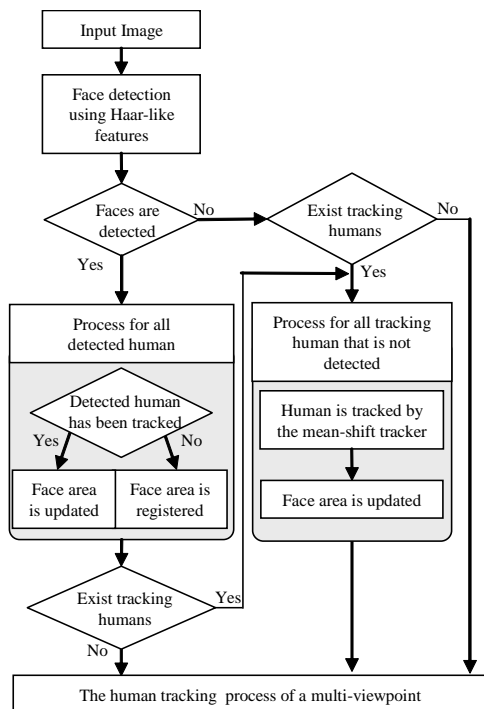 Input Image
Face detection
using Haar-like
features
Faces are
detected
No
Exist tracking
humans
No
Yes
Yes
Process for all
detected human
Process for all tracking
human that is not
detected
Detected human
has been tracked
Yes
No
Human is tracked by
the mean-shift tracker
Face area
is updated
Face area is
registered
Face area is updated
Exist tracking
humans
Yes
No
The human tracking process of a multi-viewpoint